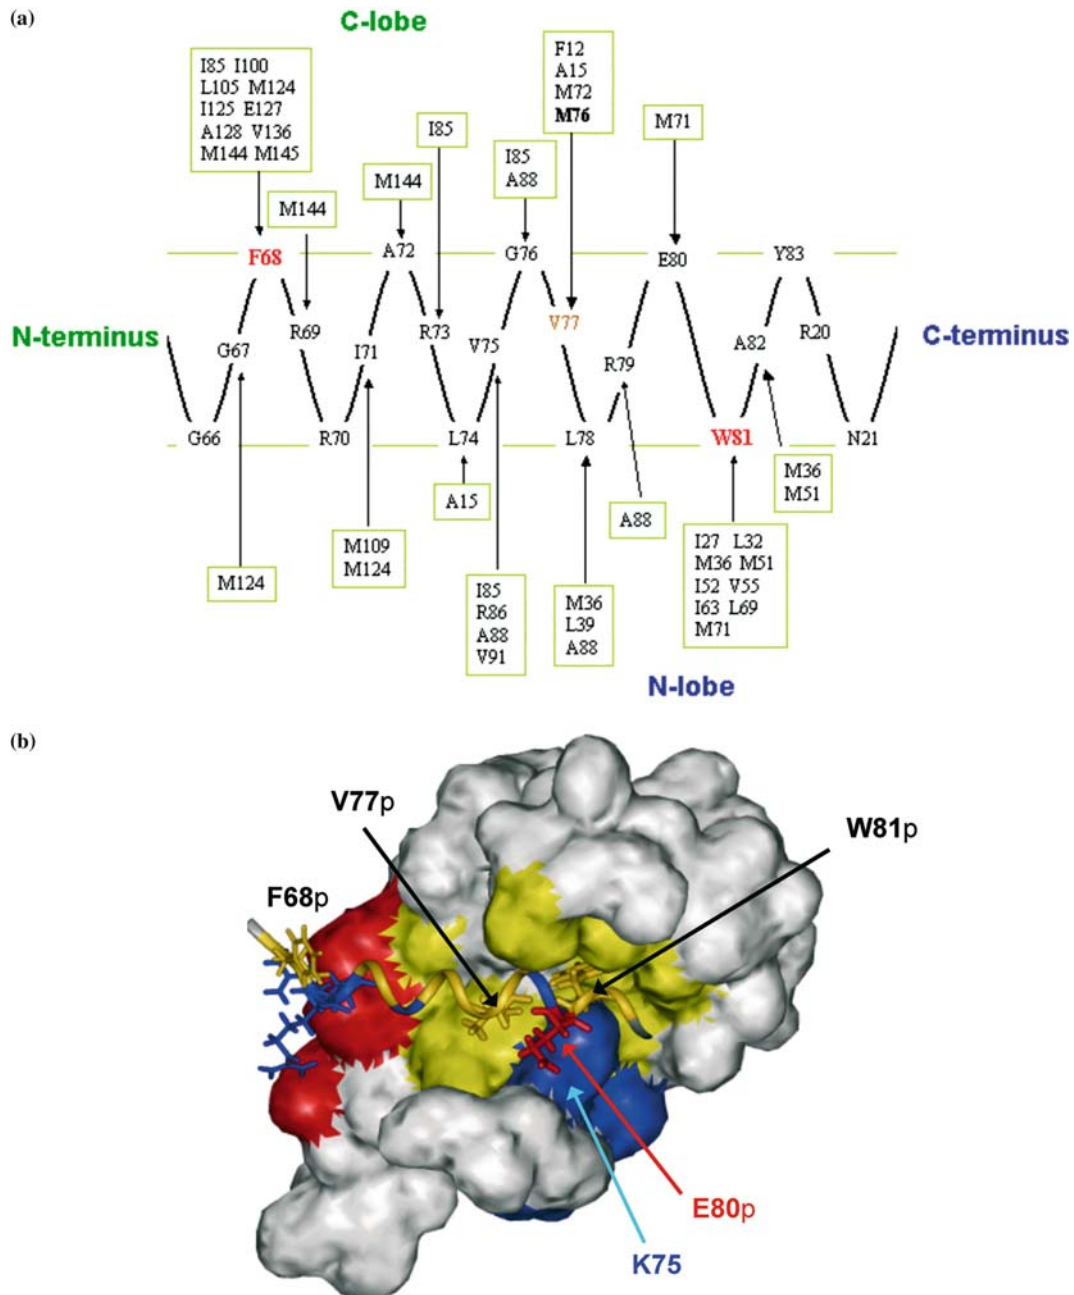 (a)
C-lobe
I85 I100
L105 M124
I125 E127
A128 V136
M144 M145
M144
M144
I85
I85
A88
F12
A15
M72
M76
M71
F68
A72
G76
E80
Y83
N-terminus
C-terminus
G67
R69
I71
R73
V75
V77
R79
A82
R20
G66
R70
L74
L78
W81
N21
M124
M109
M124
A15
I85
R86
A88
V91
M36
L39
A88
A88
I27 L32
M36 M51
I52 V55
I63 L69
M71
M36
M51
N-lobe
(b)
V77p
W81p
F68p
E80p
K75